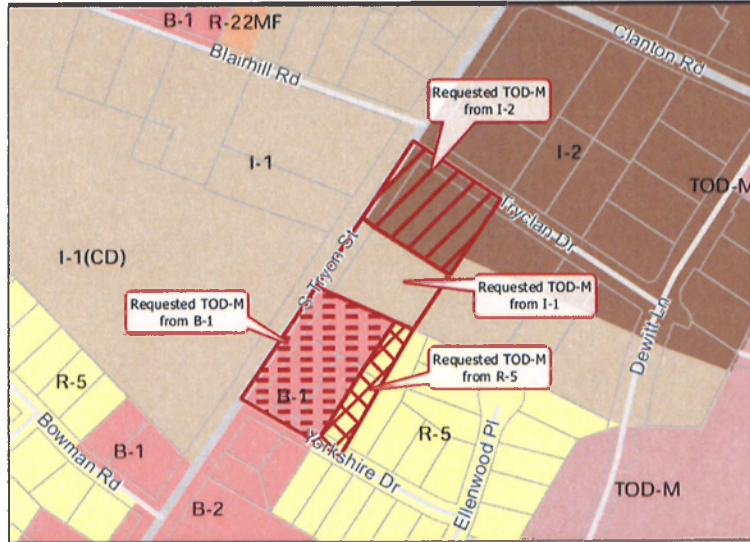 B-1 R-22MF
Blairhill Rd
Clanton Rd
Requested TOD-M
from I-2
I-1
I-2
TOD-M
Tryclan Dr
I-1(CD)
S Tryon St
Requested TOD-M
from I-1
Requested TOD-M
from B-1
Dewitt Ln
Requested TOD-M
from R-5
R-5
B-1
R-5
B-1
Bowman Rd
Yorkshire Dr
Ellenwood Pl
TOD-M
B-2